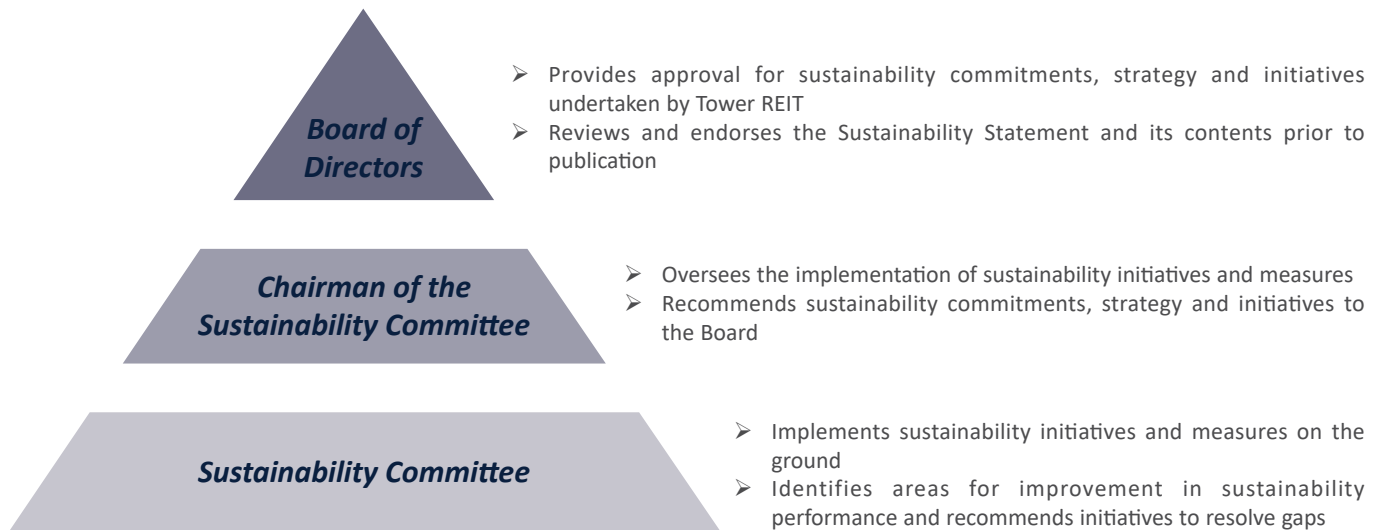 Board of
Directors
➢ Provides approval for sustainability commitments, strategy and initiatives
undertaken by Tower REIT
➢ Reviews and endorses the Sustainability Statement and its contents prior to
publication
Chairman of the
Sustainability Committee
➢ Oversees the implementation of sustainability initiatives and measures
➢ Recommends sustainability commitments, strategy and initiatives to
the Board
Sustainability Committee
➢ Implements sustainability initiatives and measures on the
ground
➢ Identifies areas for improvement in sustainability
performance and recommends initiatives to resolve gaps